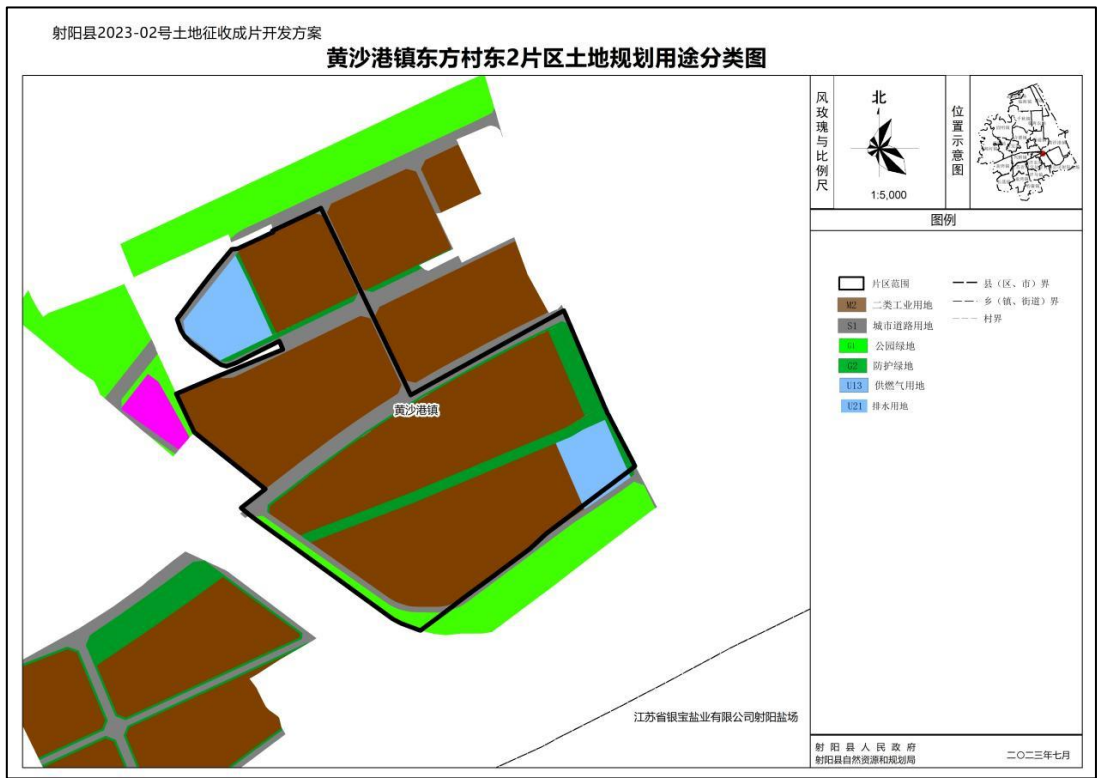 射阳县2023-02号土地征收成片开发方案
黄沙港镇东方村东2片区土地规划用途分类图
风玫瑰与比例尺
北
1:5,000
位置示意图
图例
片区范围
M2 二类工业用地
S1 城市道路用地
G1 公园绿地
G2 防护绿地
U13 供燃气用地
U21 排水用地
县（区、市）界
乡（镇、街道）界
村界
黄沙港镇
江苏省银宝盐业有限公司射阳盐场
射阳县人民政府
射阳县自然资源和规划局
二〇二三年七月